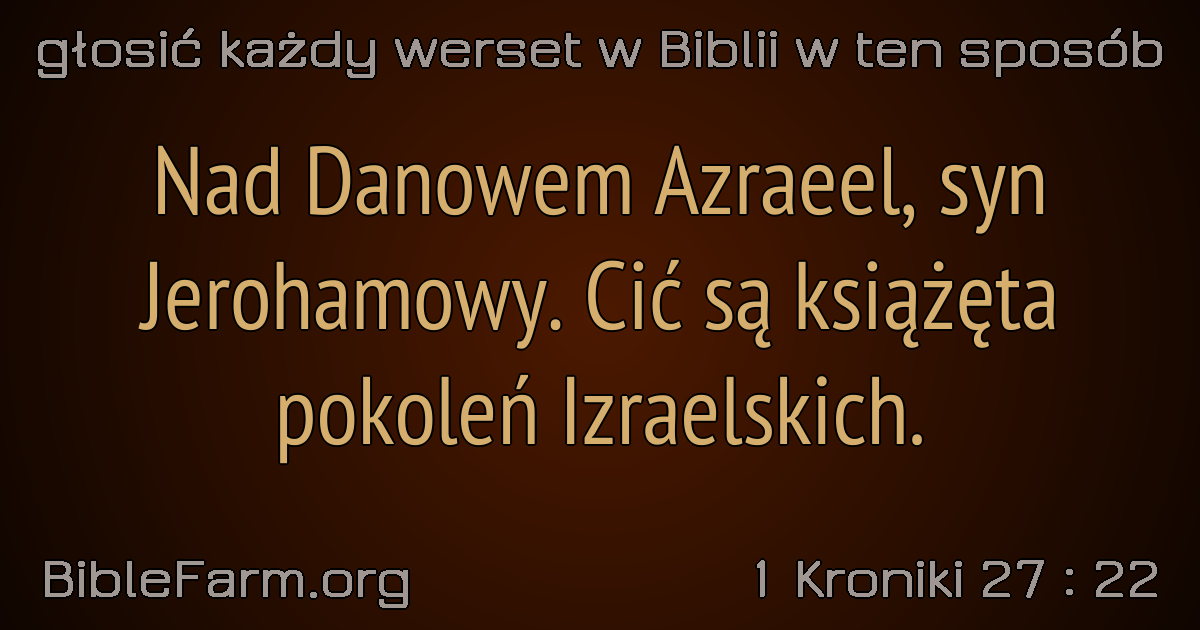 głosić każdy werset w Biblii w ten sposób
Nad Danowem Azraeel, syn
Jerohamowy. Cić są książęta
pokoleń Izraelskich.
BibleFarm.org
1 Kroniki 27 : 22